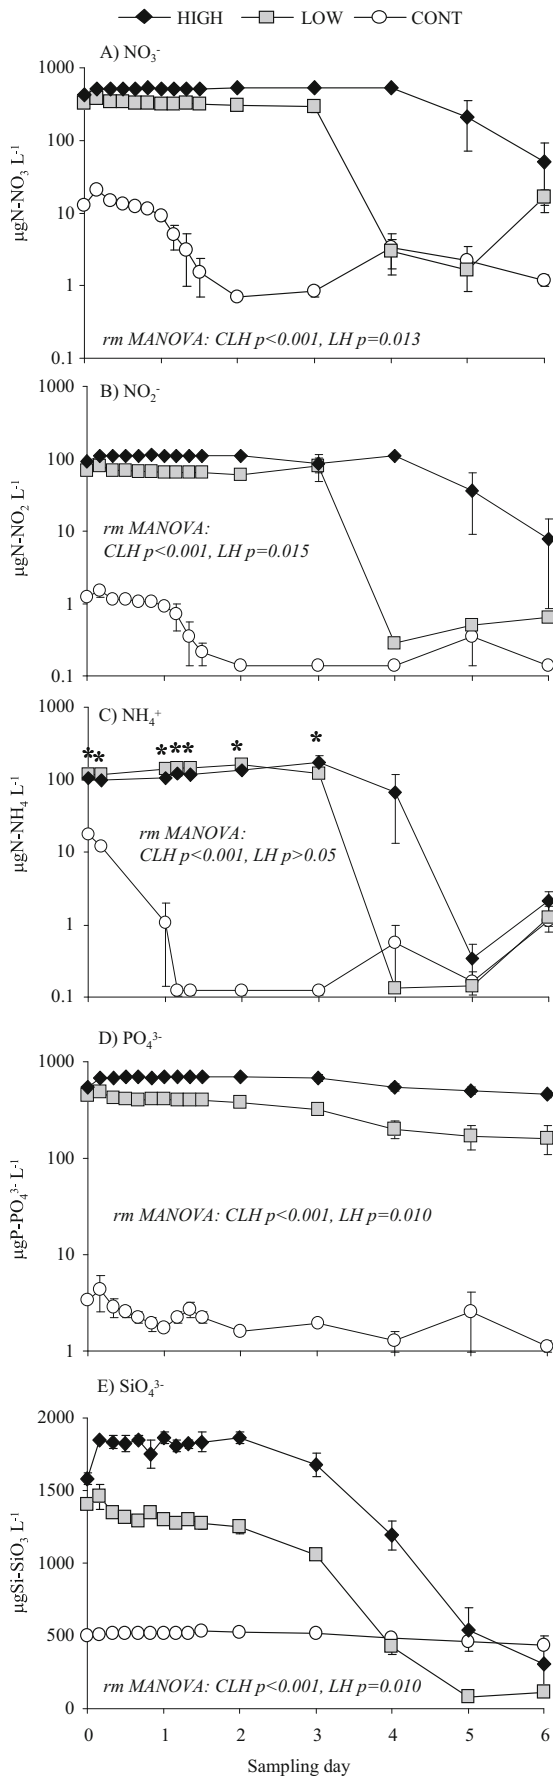 HIGH LOW CONT
A) NO₃⁻
1000
100
10
1
0.1
µgN-NO₃ L⁻¹
rm MANOVA: CLH p<0.001, LH p=0.013
B) NO₂⁻
1000
100
10
1
0.1
µgN-NO₂ L⁻¹
rm MANOVA:
CLH p<0.001, LH p=0.015
C) NH₄⁺
1000
100
10
1
0.1
µgN-NH₄ L⁻¹
* * * * * * *
rm MANOVA:
CLH p<0.001, LH p>0.05
D) PO₄³⁻
1000
100
10
1
µgP-PO₄³⁻ L⁻¹
rm MANOVA: CLH p<0.001, LH p=0.010
E) SiO₄³⁻
2000
1500
1000
500
0
µgSi-SiO₃ L⁻¹
rm MANOVA: CLH p<0.001, LH p=0.010
0 1 2 3 4 5 6
Sampling day